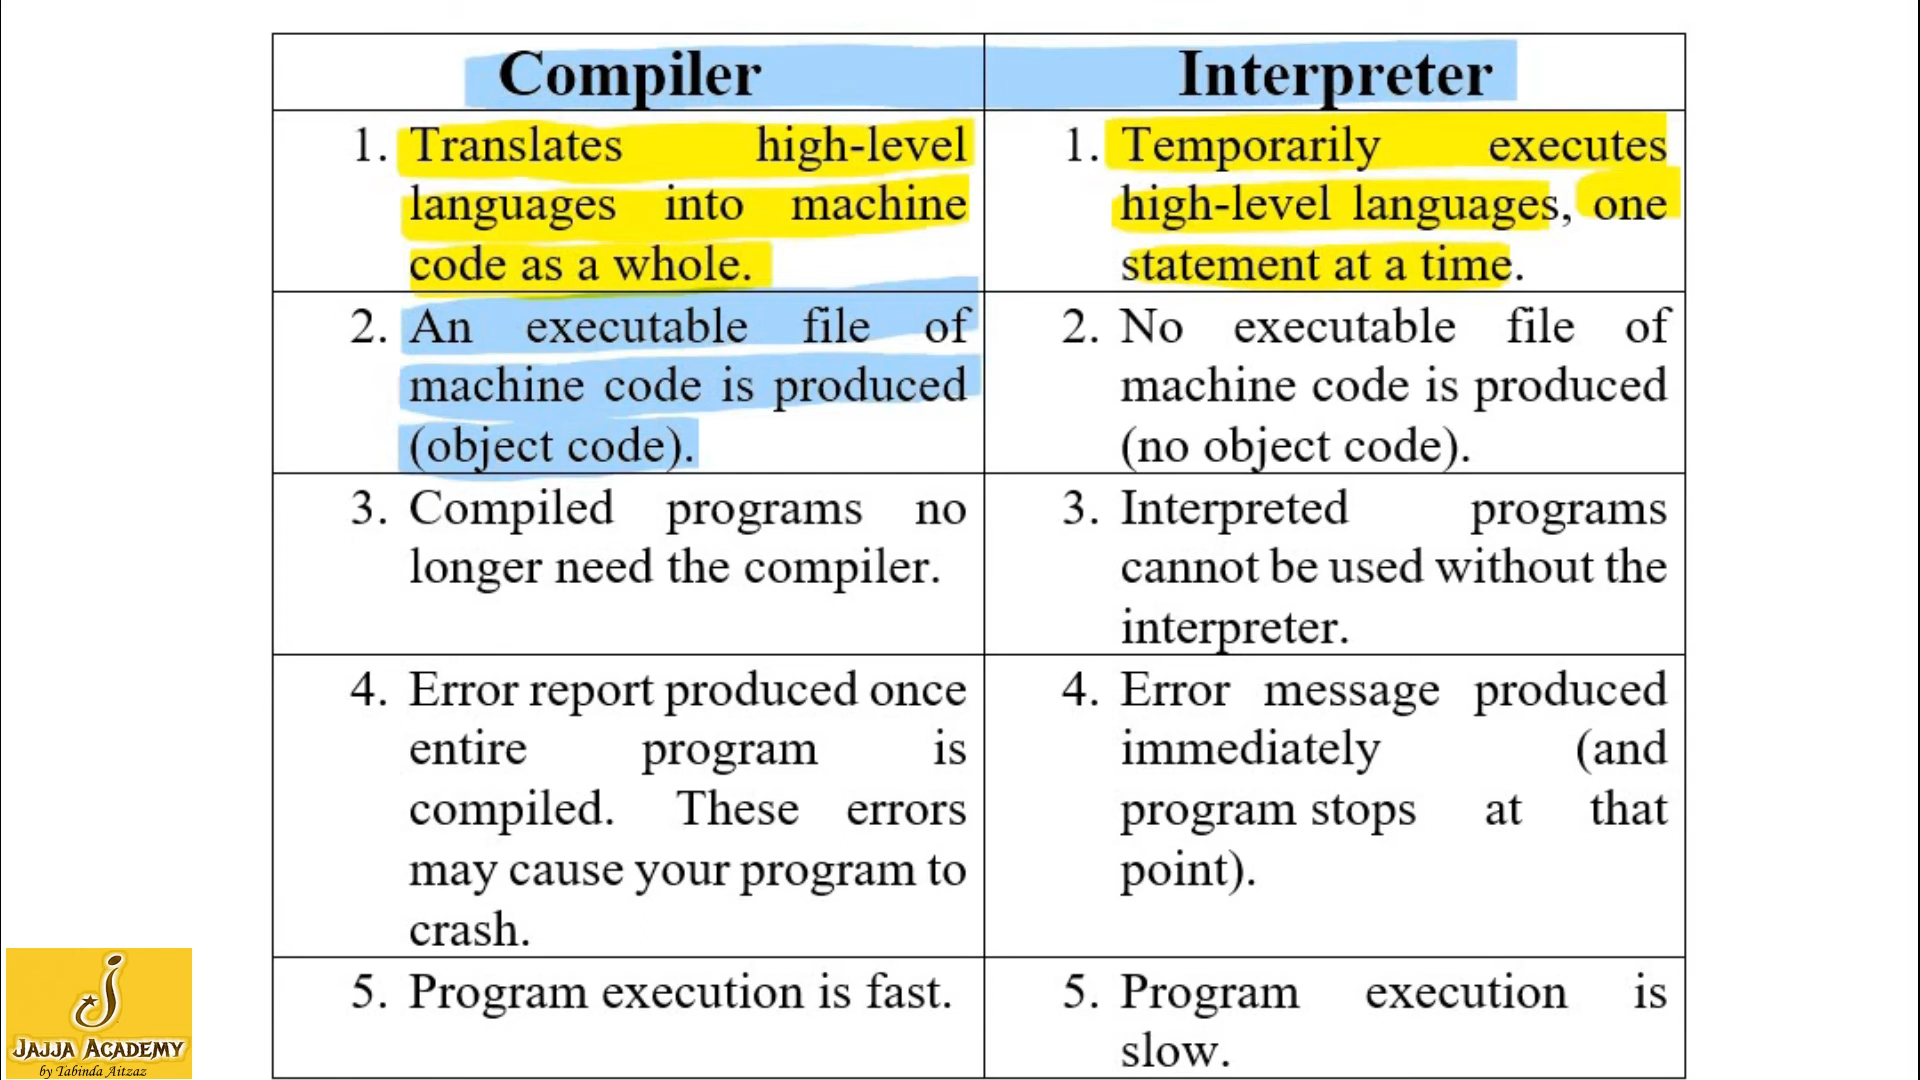 Compiler
Interpreter
1. Translates high-level
languages into machine
code as a whole.
1. Temporarily executes
high-level languages, one
statement at a time.
2. An executable file of
machine code is produced
(object code).
2. No executable file of
machine code is produced
(no object code).
3. Compiled programs no
longer need the compiler.
3. Interpreted programs
cannot be used without the
interpreter.
4. Error report produced once
entire program is
compiled. These errors
may cause your program to
crash.
4. Error message produced
immediately (and
program stops at that
point).
5. Program execution is fast.
5. Program execution is
slow.
JAJJA ACADEMY
by Tabinda Aitzaz